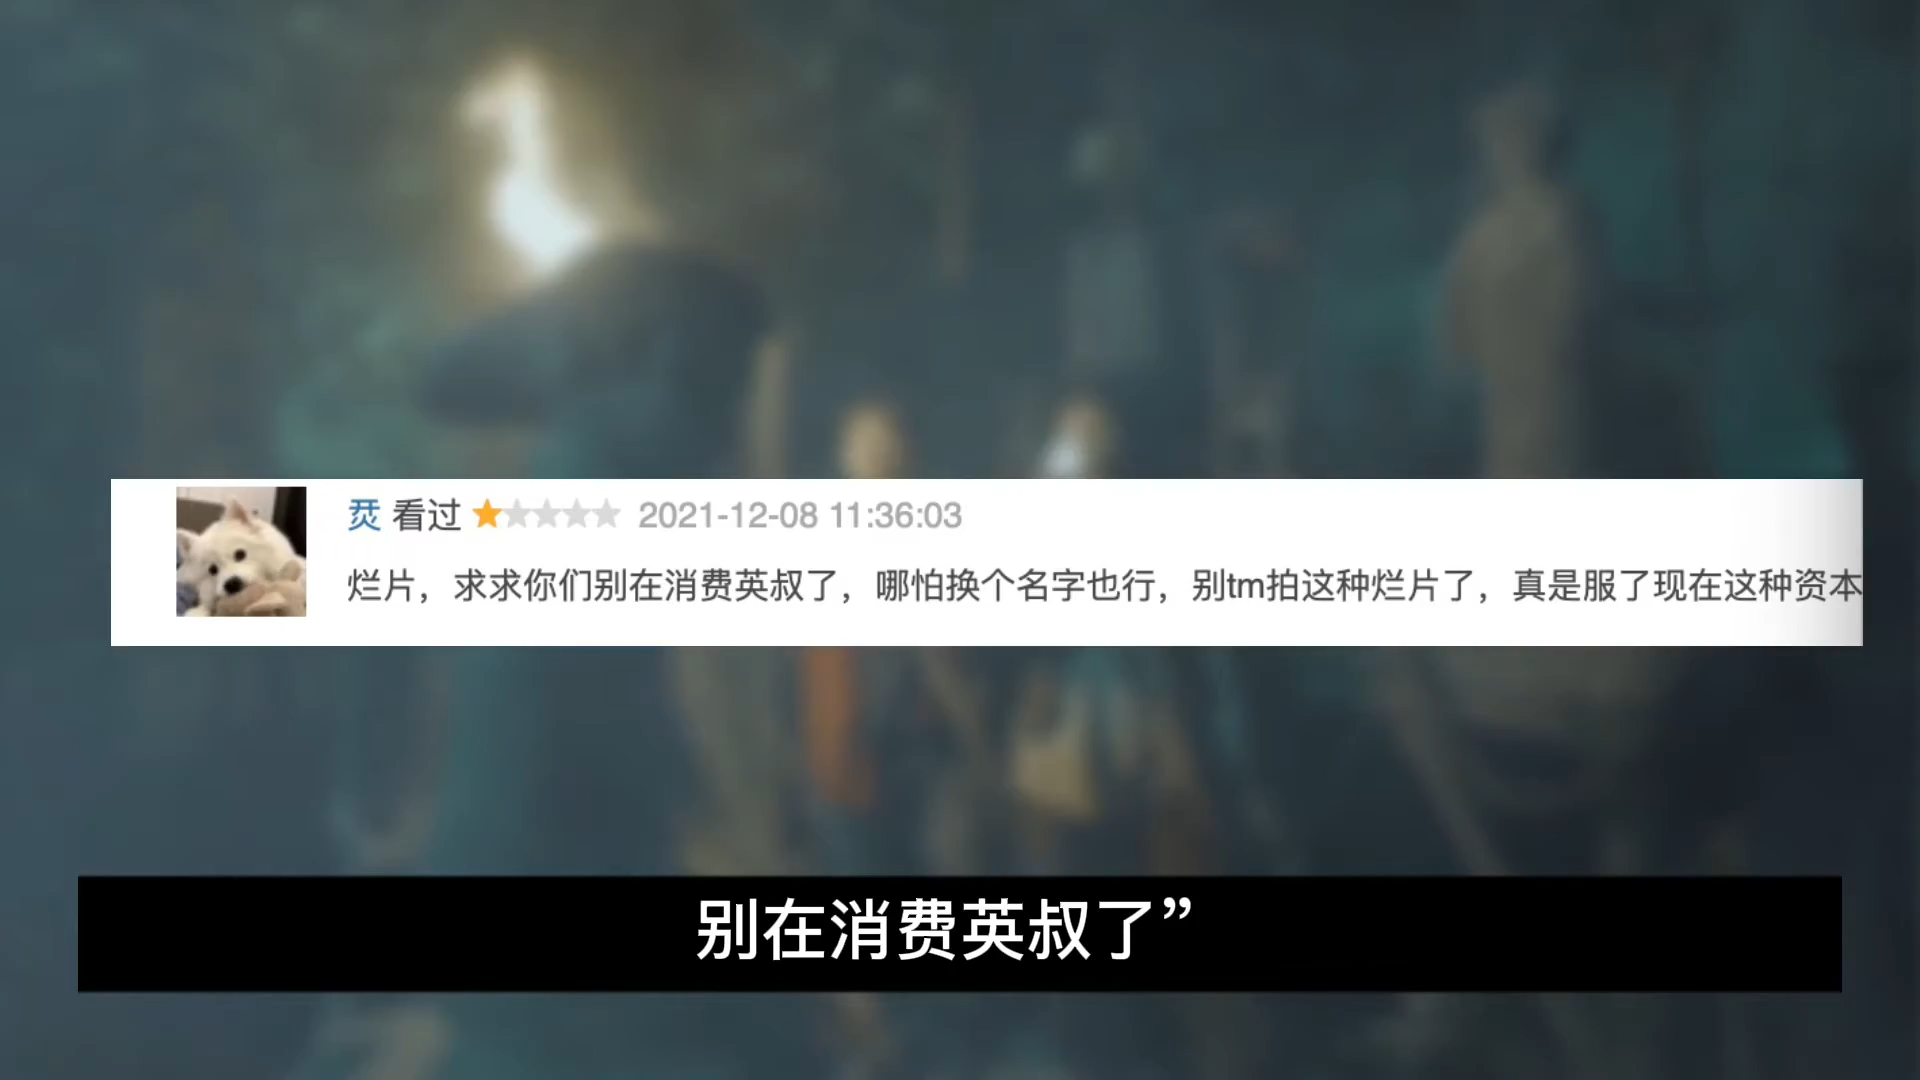 烎 看过 2021-12-08 11:36:03
烂片，求求你们别在消费英叔了，哪怕换个名字也行，别tm拍这种烂片了，真是服了现在这种资本
别在消费英叔了”